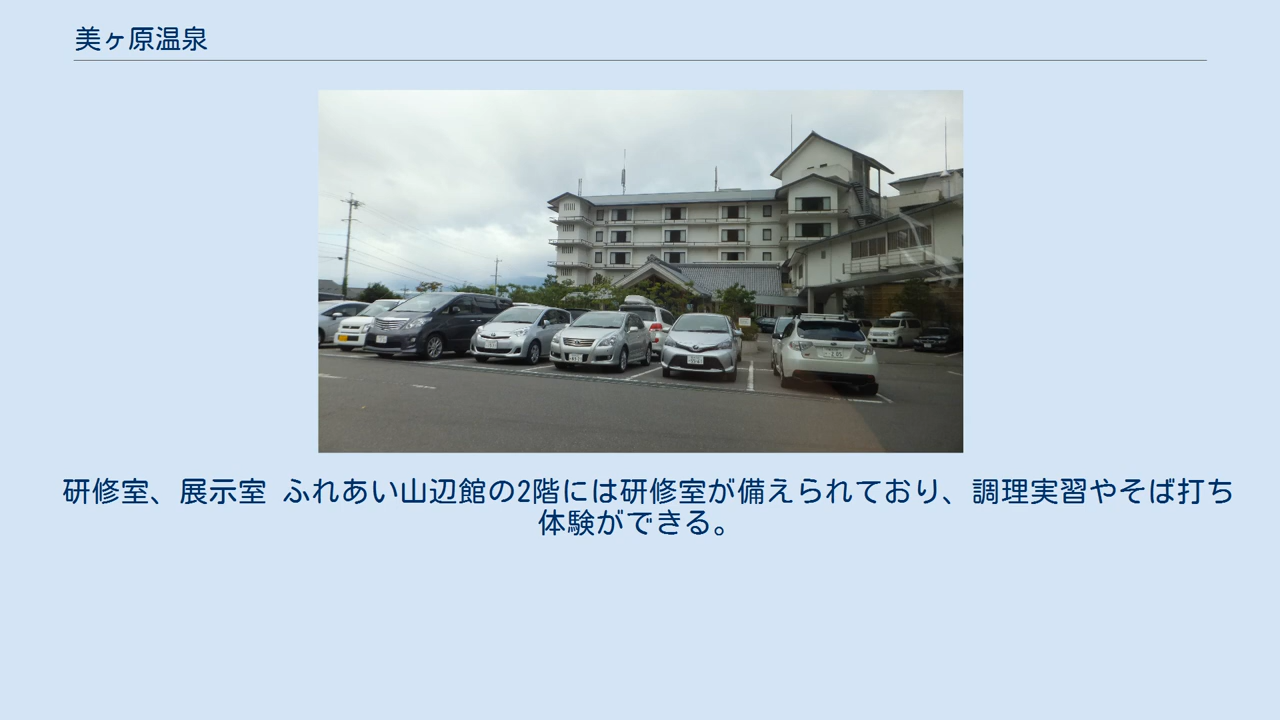 美ヶ原温泉
研修室、展示室 ふれあい山辺館の2階には研修室が備えられており、調理実習やそば打ち
体験ができる。